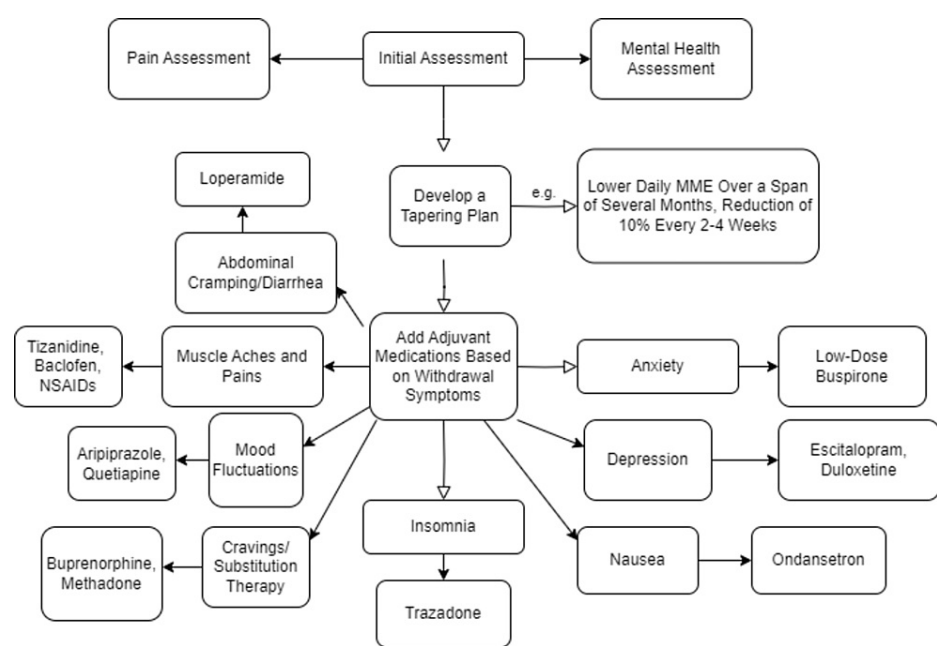 Pain Assessment
Initial Assessment
Mental Health
Assessment
Loperamide
Develop a
Tapering Plan
e.g.
Lower Daily MME Over a Span
of Several Months, Reduction of
10% Every 2-4 Weeks
Abdominal
Cramping/Diarrhea
Tizanidine,
Baclofen,
NSAIDs
Muscle Aches and
Pains
Add Adjuvant
Medications Based
on Withdrawal
Symptoms
Anxiety
Low-Dose
Buspirone
Aripiprazole,
Quetiapine
Mood
Fluctuations
Depression
Escitalopram,
Duloxetine
Insomnia
Buprenorphine,
Methadone
Cravings/
Substitution
Therapy
Nausea
Ondansetron
Trazadone